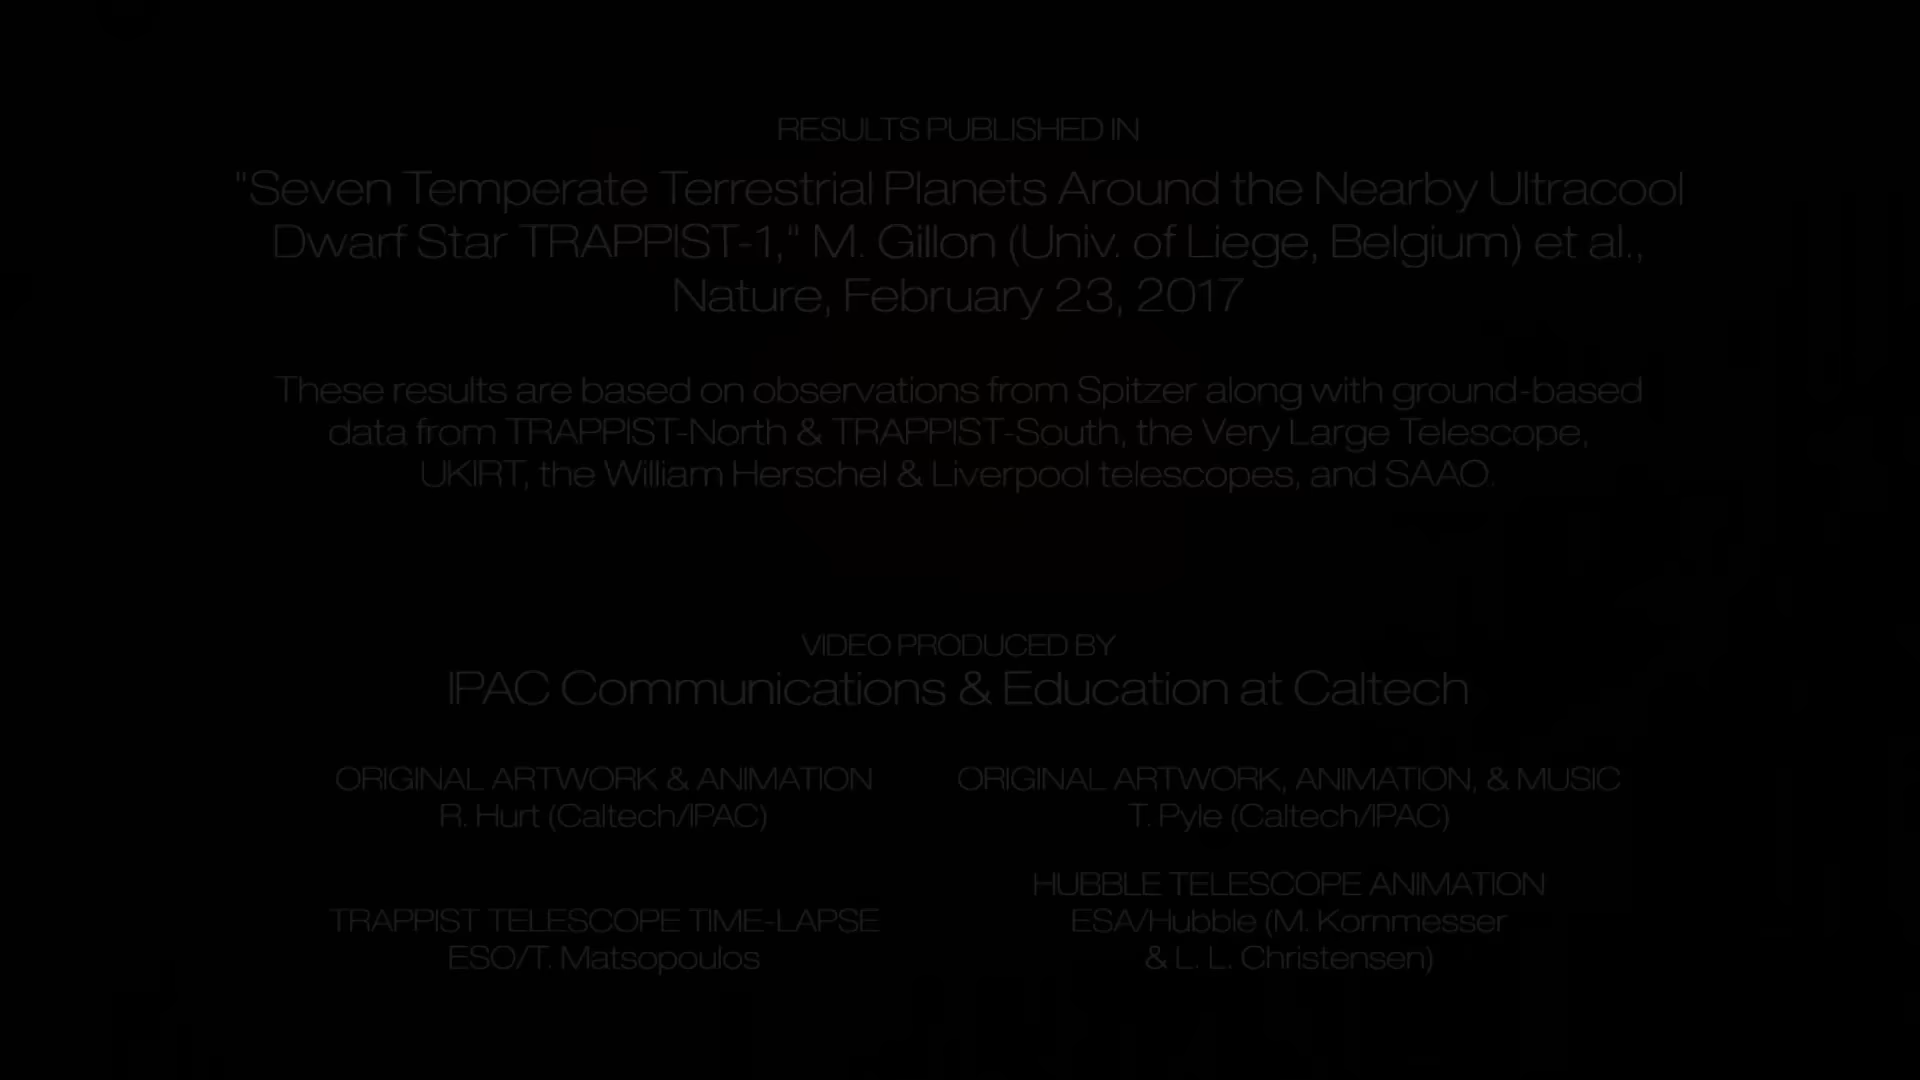 RESULTS PUBLISHED IN
"Seven Temperate Terrestrial Planets Around the Nearby Ultracool
Dwarf Star TRAPPIST-1," M. Gillon (Univ. of Liege, Belgium) et al.,
Nature, February 23, 2017
These results are based on observations from Spitzer along with ground-based
data from TRAPPIST-North & TRAPPIST-South, the Very Large Telescope,
UKIRT, the William Herschel & Liverpool telescopes, and SAAO.
VIDEO PRODUCED BY
IPAC Communications & Education at Caltech
ORIGINAL ARTWORK & ANIMATION
R. Hurt (Caltech/IPAC)
ORIGINAL ARTWORK, ANIMATION, & MUSIC
T. Pyle (Caltech/IPAC)
TRAPPIST TELESCOPE TIME-LAPSE
ESO/T. Matsopoulos
HUBBLE TELESCOPE ANIMATION
ESA/Hubble (M. Kornmesser
& L. L. Christensen)